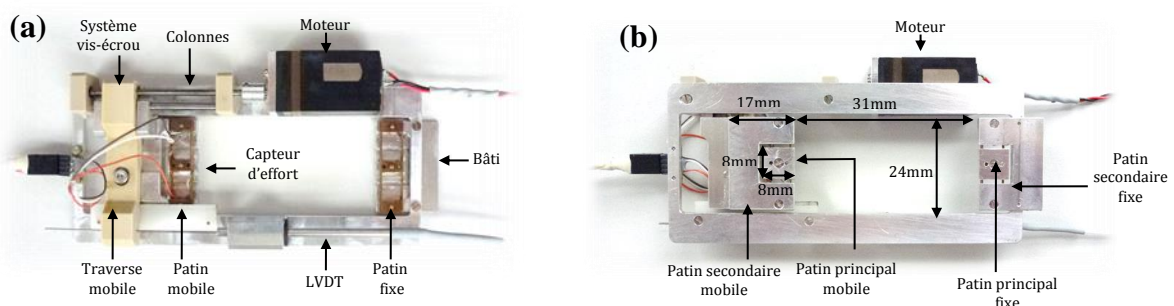 (a)
Système
vis-écrou
Colonnes
Moteur
Capteur
d’effort
Bâti
Traverse
mobile
Patin
mobile
LVDT
Patin
fixe
(b)
Moteur
17mm
31mm
8mm
8mm
24mm
Patin
secondaire
fixe
Patin secondaire
mobile
Patin principal
mobile
Patin principal
fixe